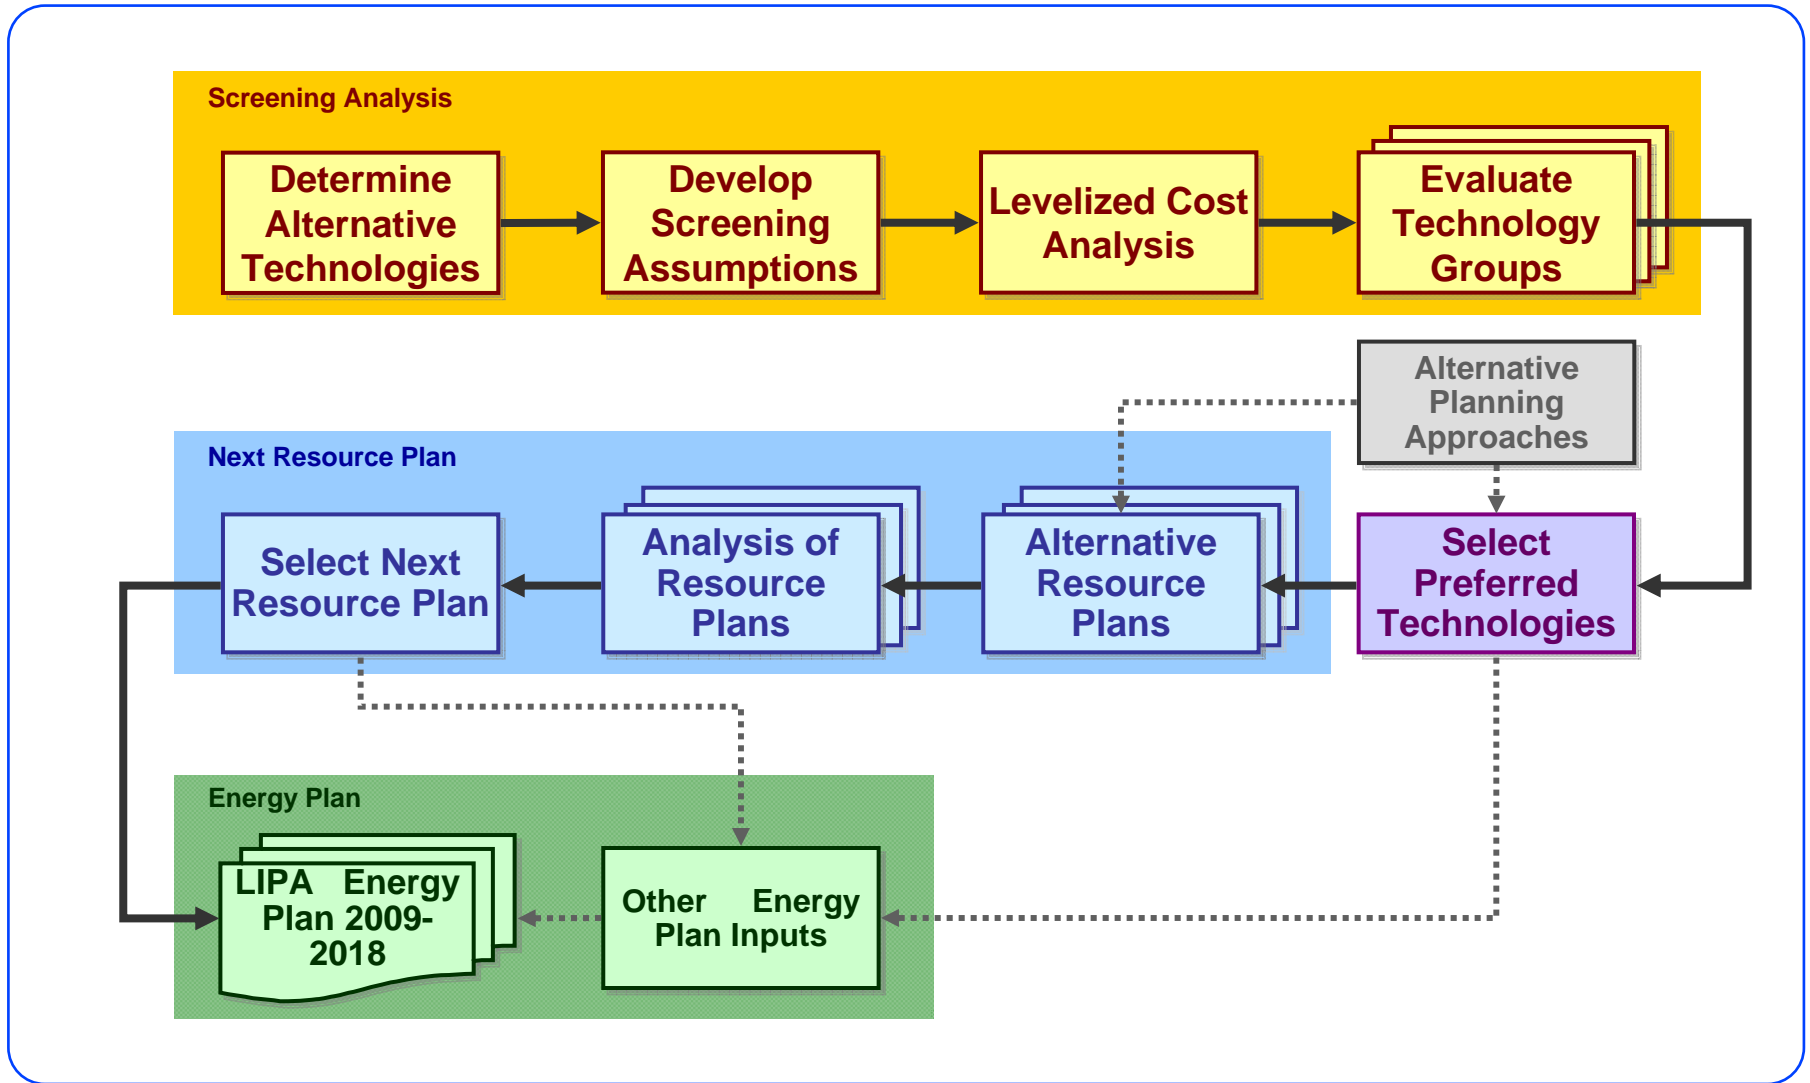 Screening Analysis
Determine
Alternative
Technologies
Develop
Screening
Assumptions
Levelized Cost
Analysis
Evaluate
Technology
Groups
Alternative
Planning
Approaches
Next Resource Plan
Select Next
Resource Plan
Analysis of
Resource
Plans
Alternative
Resource
Plans
Select
Preferred
Technologies
Energy Plan
LIPA Energy
Plan 2009-
2018
Other Energy
Plan Inputs